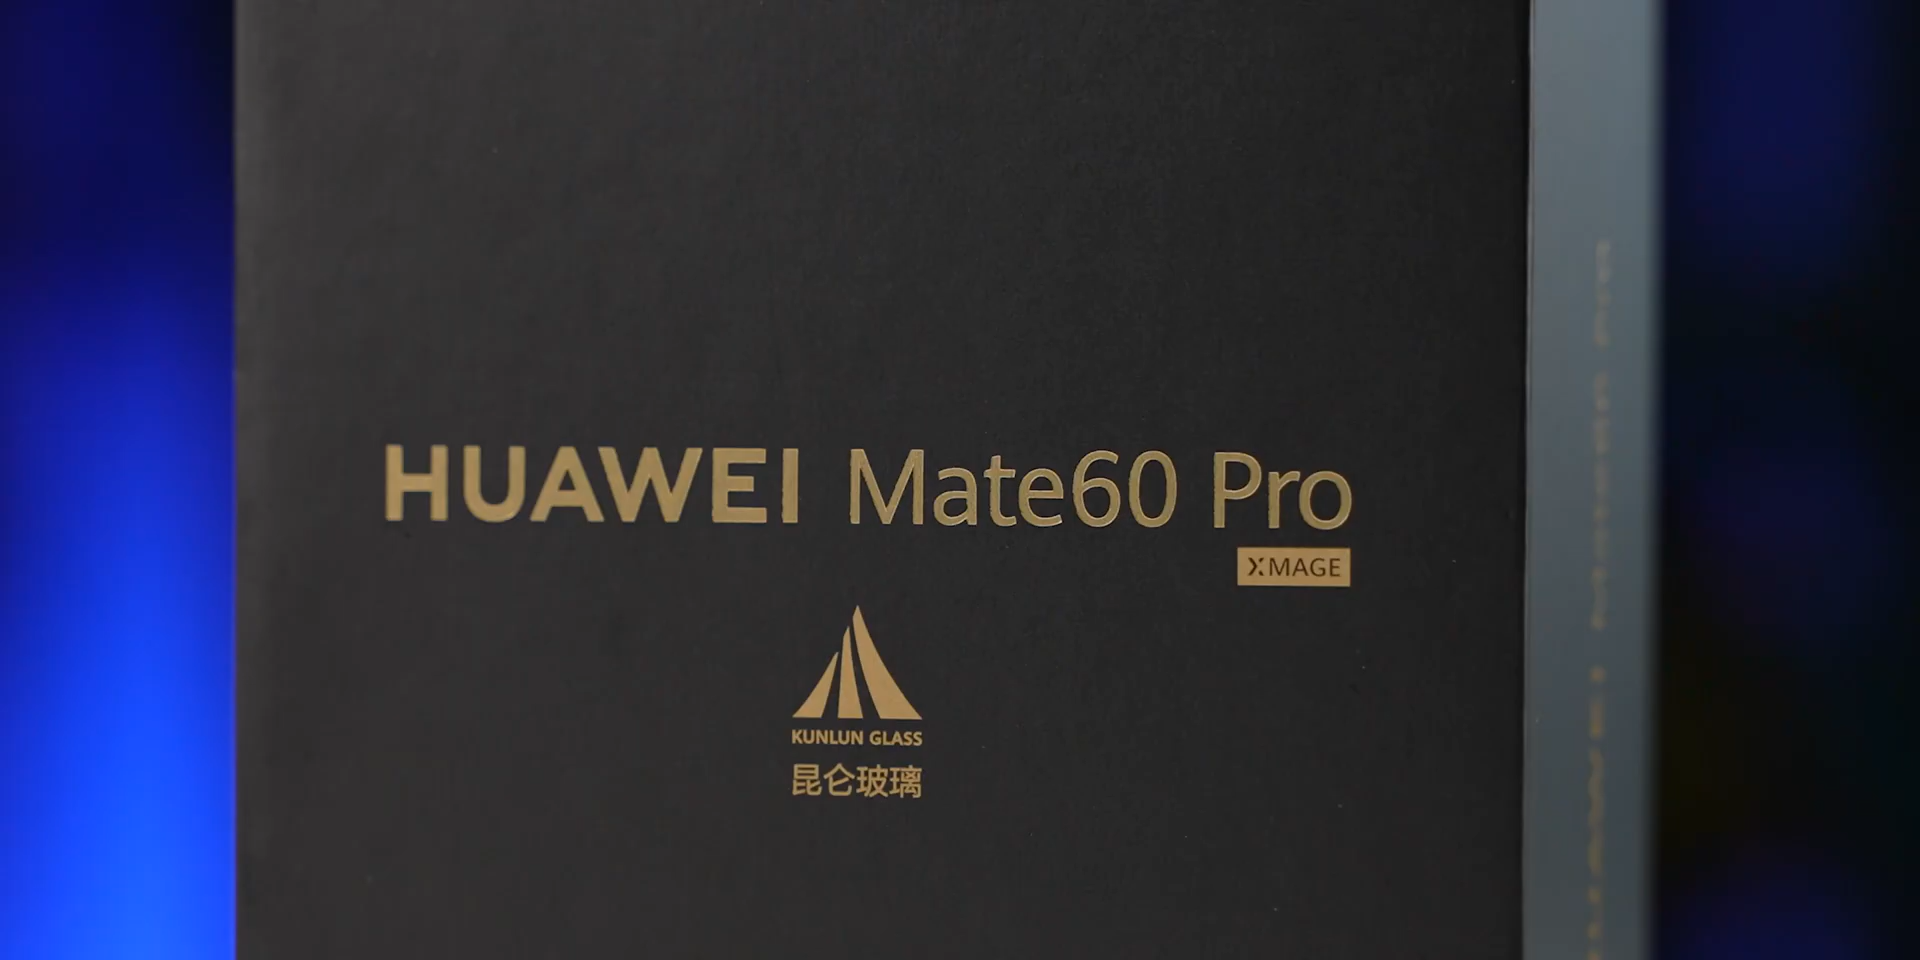 HUAWEI Mate60 Pro
XMAGE
KUNLUN GLASS
昆仑玻璃